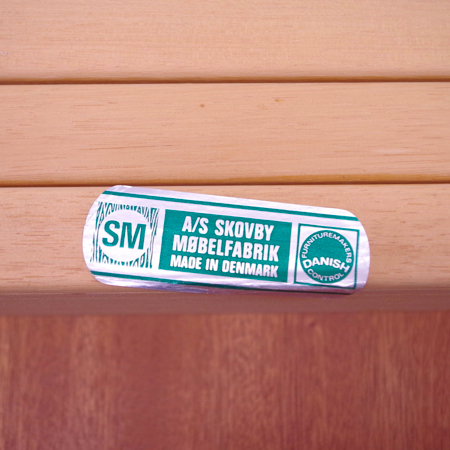 SM
A/S SKOVBY
MØBELFABRIK
MADE IN DENMARK
FURNITUREMAKERS
DANISH
CONTROL